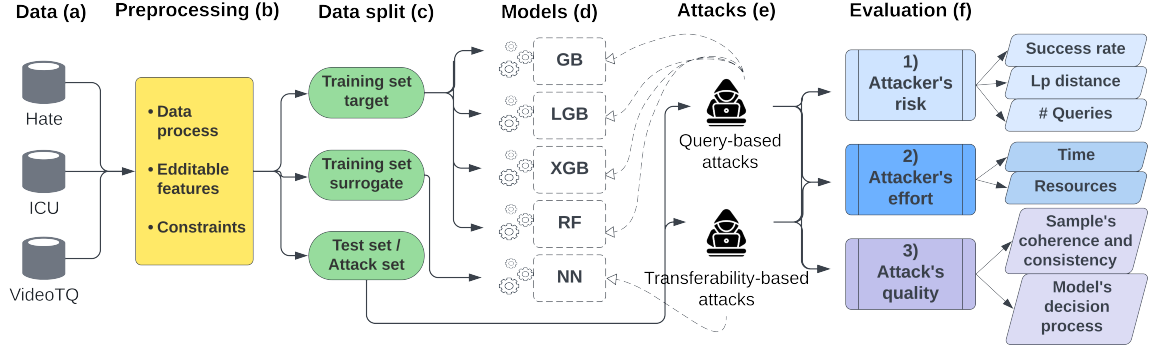 Data (a)
Preprocessing (b)
Data split (c)
Models (d)
Attacks (e)
Evaluation (f)
Hate
ICU
VideoTQ
• Data
process
• Edditable
features
• Constraints
Training set
target
Training set
surrogate
Test set /
Attack set
GB
LGB
XGB
RF
NN
Query-based
attacks
Transferability-based
attacks
1)
Attacker's
risk
Success rate
Lp distance
# Queries
2)
Attacker's
effort
Time
Resources
3)
Attack's
quality
Sample's
coherence and
consistency
Model's
decision
process